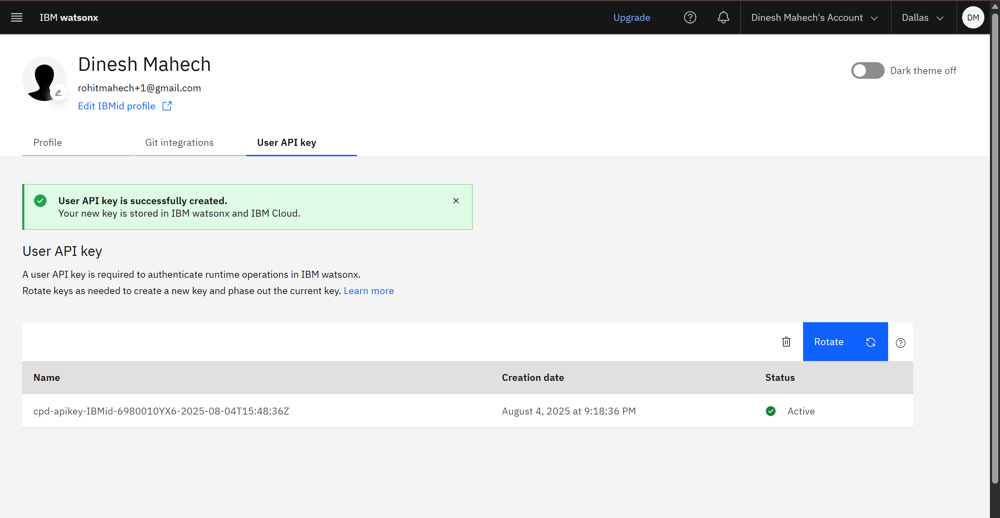 IBM watsonx
Upgrade
Dinesh Mahech's Account
Dallas
DM
Dinesh Mahech
rohitmahech+1@gmail.com
Edit IBMid profile
Dark theme off
Profile
Git integrations
User API key
User API key is successfully created.
Your new key is stored in IBM watsonx and IBM Cloud.
User API key
A user API key is required to authenticate runtime operations in IBM watsonx.
Rotate keys as needed to create a new key and phase out the current key. Learn more
Rotate
Name
Creation date
Status
cpd-apikey-IBMid-6980010YX6-2025-08-04T15:48:36Z
August 4, 2025 at 9:18:36 PM
Active